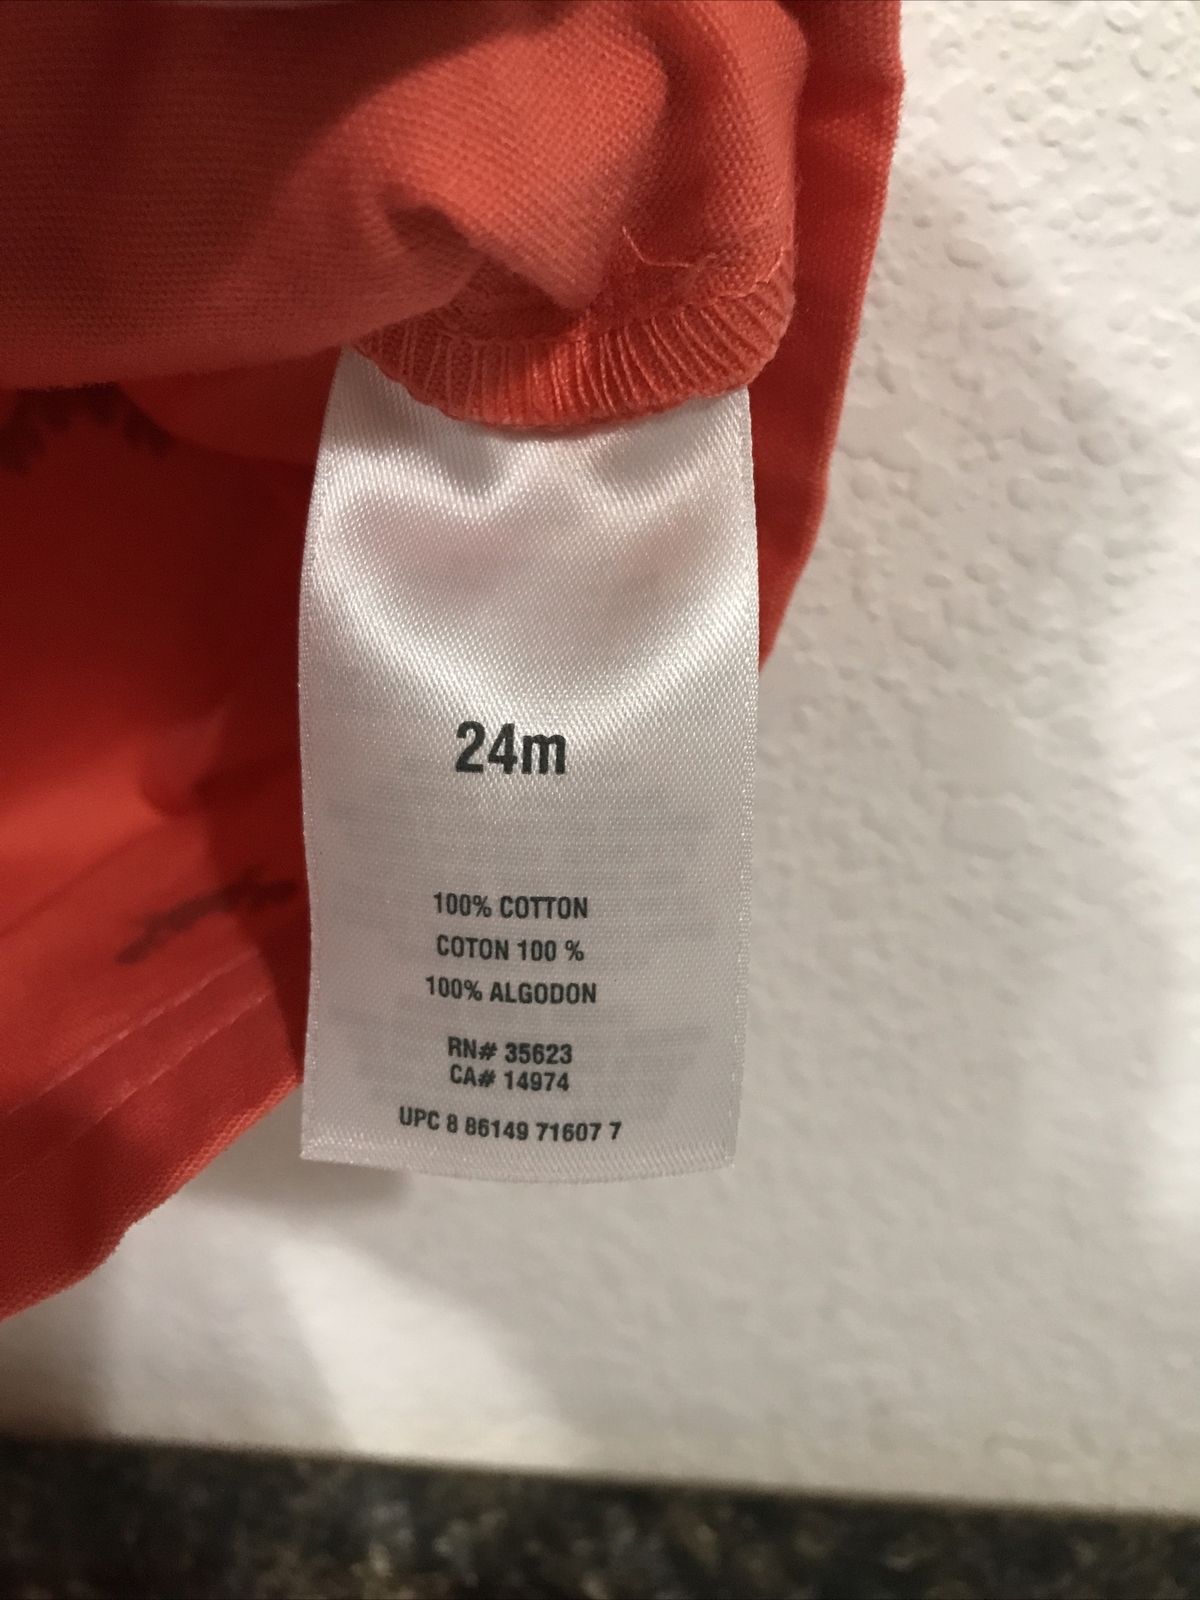 24m
100% COTTON
COTON 100 %
100% ALGODON
RN# 35623
CA# 14974
UPC 8 86149 71607 7